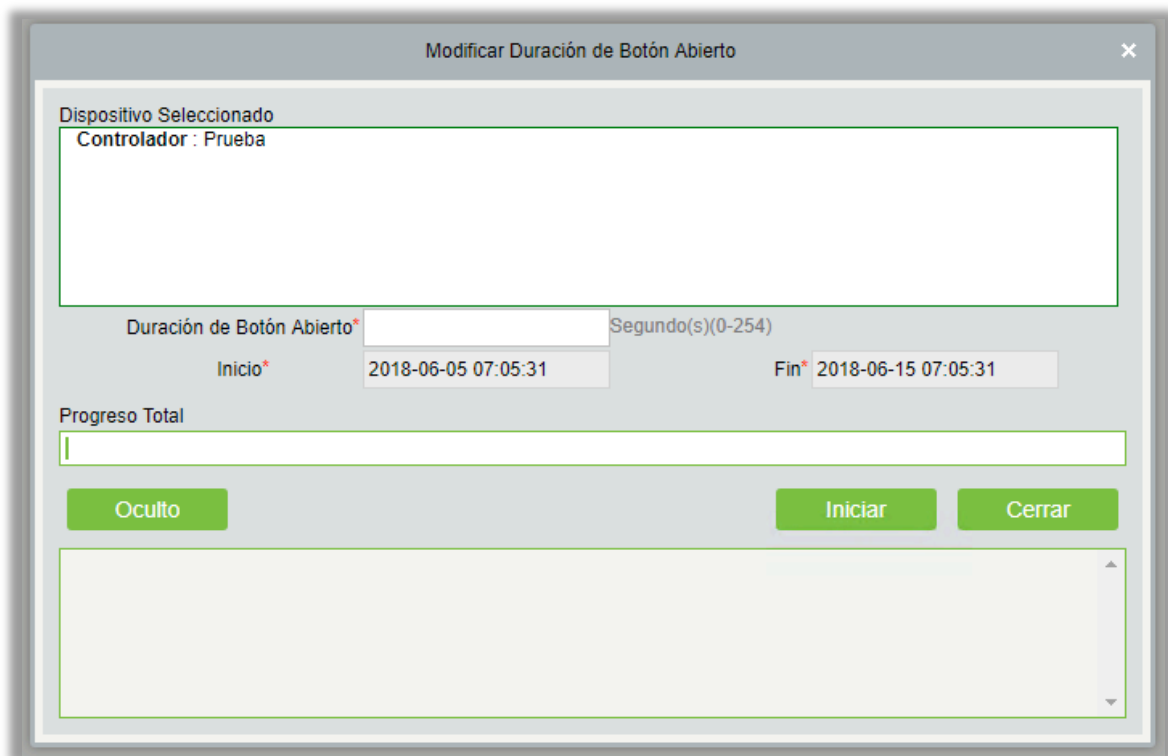 Modificar Duración de Botón Abierto ×
Dispositivo Seleccionado
Controlador : Prueba
Duración de Botón Abierto* Segundo(s)(0-254)
Inicio* 2018-06-05 07:05:31 Fin* 2018-06-15 07:05:31
Progreso Total
Oculto Iniciar Cerrar